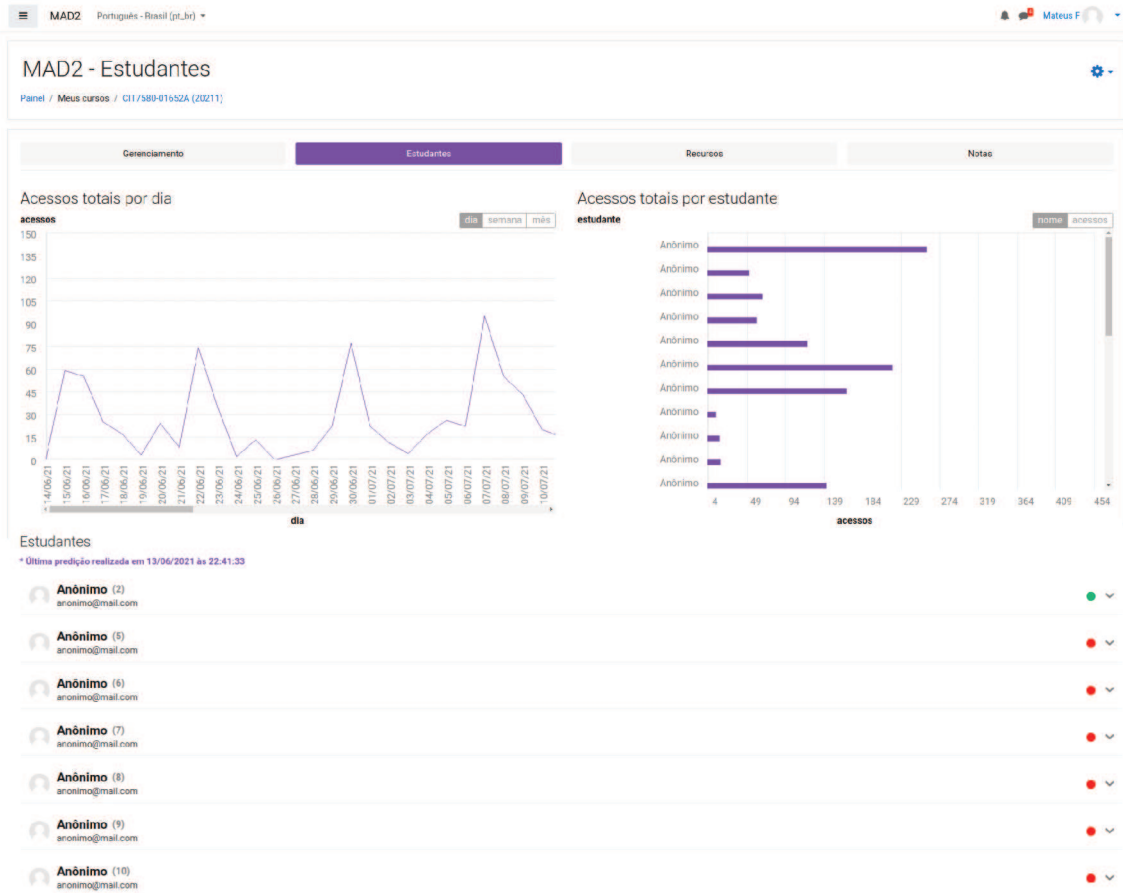 MAD2 Português - Brasil (pt_br) Mateus F
MAD2 - Estudantes
Painel / Meus cursos / CIT7580-01652A (20211)
Gerenciamento Estudantes Recursos Notas
Acessos totais por dia
acessos
dia semana mês
150
135
120
105
90
75
60
45
30
15
0
14/06/21 15/06/21 16/06/21 17/06/21 18/06/21 19/06/21 20/06/21 21/06/21 22/06/21 23/06/21 24/06/21 25/06/21 26/06/21 27/06/21 28/06/21 29/06/21 30/06/21 01/07/21 02/07/21 03/07/21 04/07/21 05/07/21 06/07/21 07/07/21 08/07/21 09/07/21 10/07/21
dia
Acessos totais por estudante
estudante
nome acessos
Anônimo
Anônimo
Anônimo
Anônimo
Anônimo
Anônimo
Anônimo
Anônimo
Anônimo
Anônimo
Anônimo
4 49 94 139 184 229 274 319 364 409 454
acessos
Estudantes
* Última predição realizada em 13/06/2021 às 22:41:33
Anônimo (2)
anonimo@mail.com
Anônimo (5)
anonimo@mail.com
Anônimo (6)
anonimo@mail.com
Anônimo (7)
anonimo@mail.com
Anônimo (8)
anonimo@mail.com
Anônimo (9)
anonimo@mail.com
Anônimo (10)
anonimo@mail.com